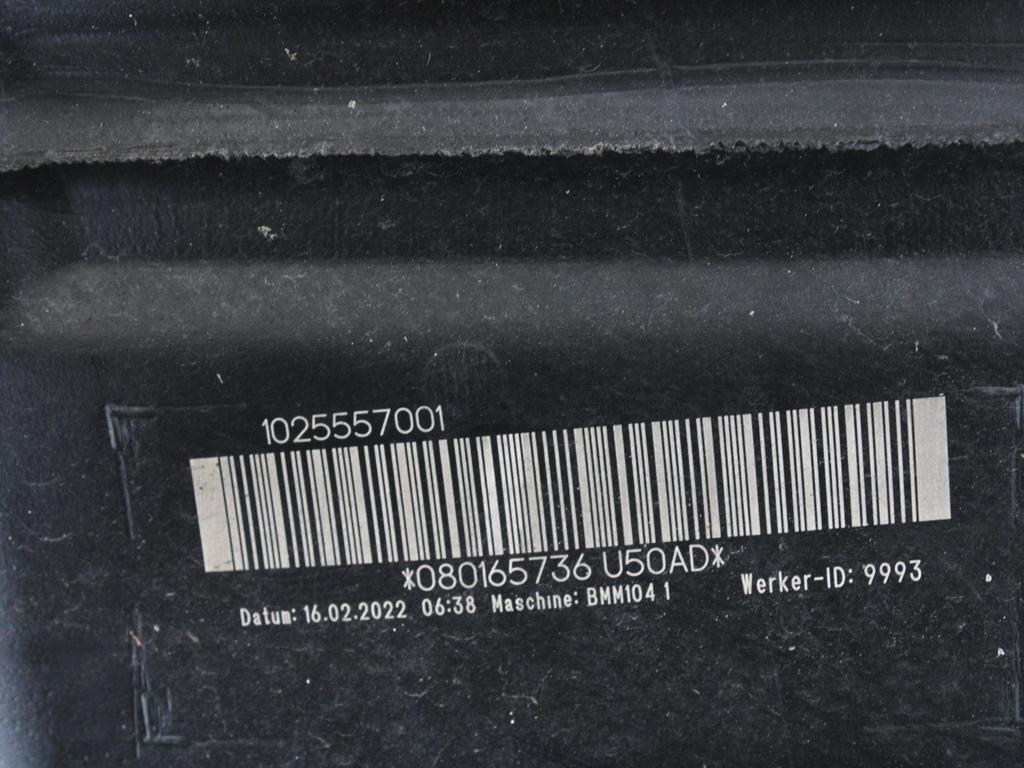 1025557001
*080165736 U50AD*
Datum: 16.02.2022 06:38 Maschine: BMM104 1 Werker-ID: 9993